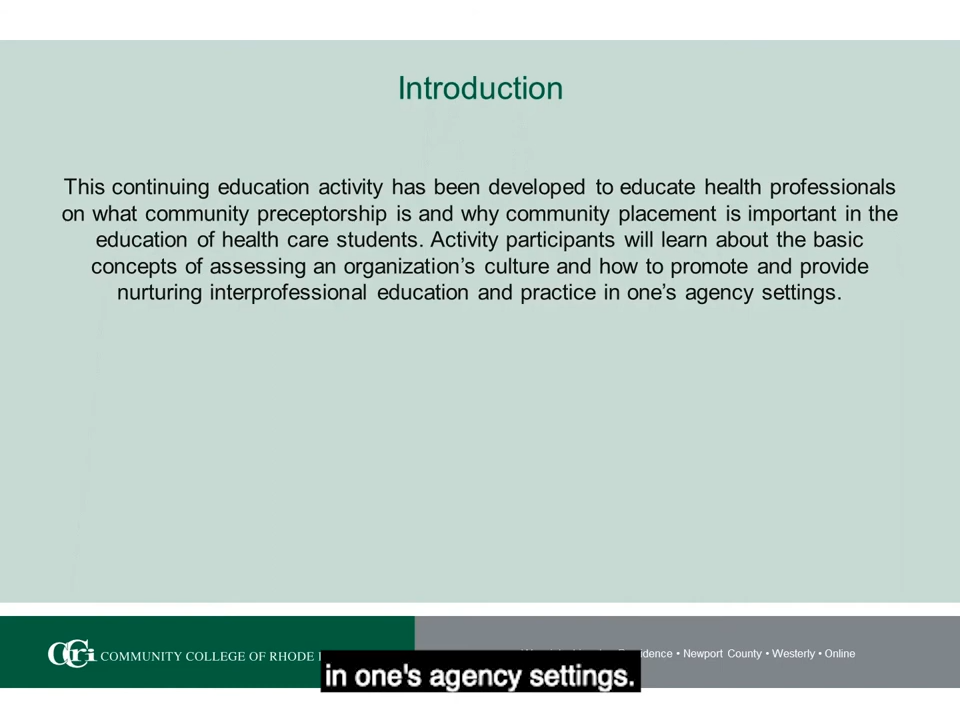 Introduction
This continuing education activity has been developed to educate health professionals
on what community preceptorship is and why community placement is important in the
education of health care students. Activity participants will learn about the basic
concepts of assessing an organization’s culture and how to promote and provide
nurturing interprofessional education and practice in one’s agency settings.
CCri COMMUNITY COLLEGE OF RHODE
• Newport County • Westerly • Online
in one's agency settings.